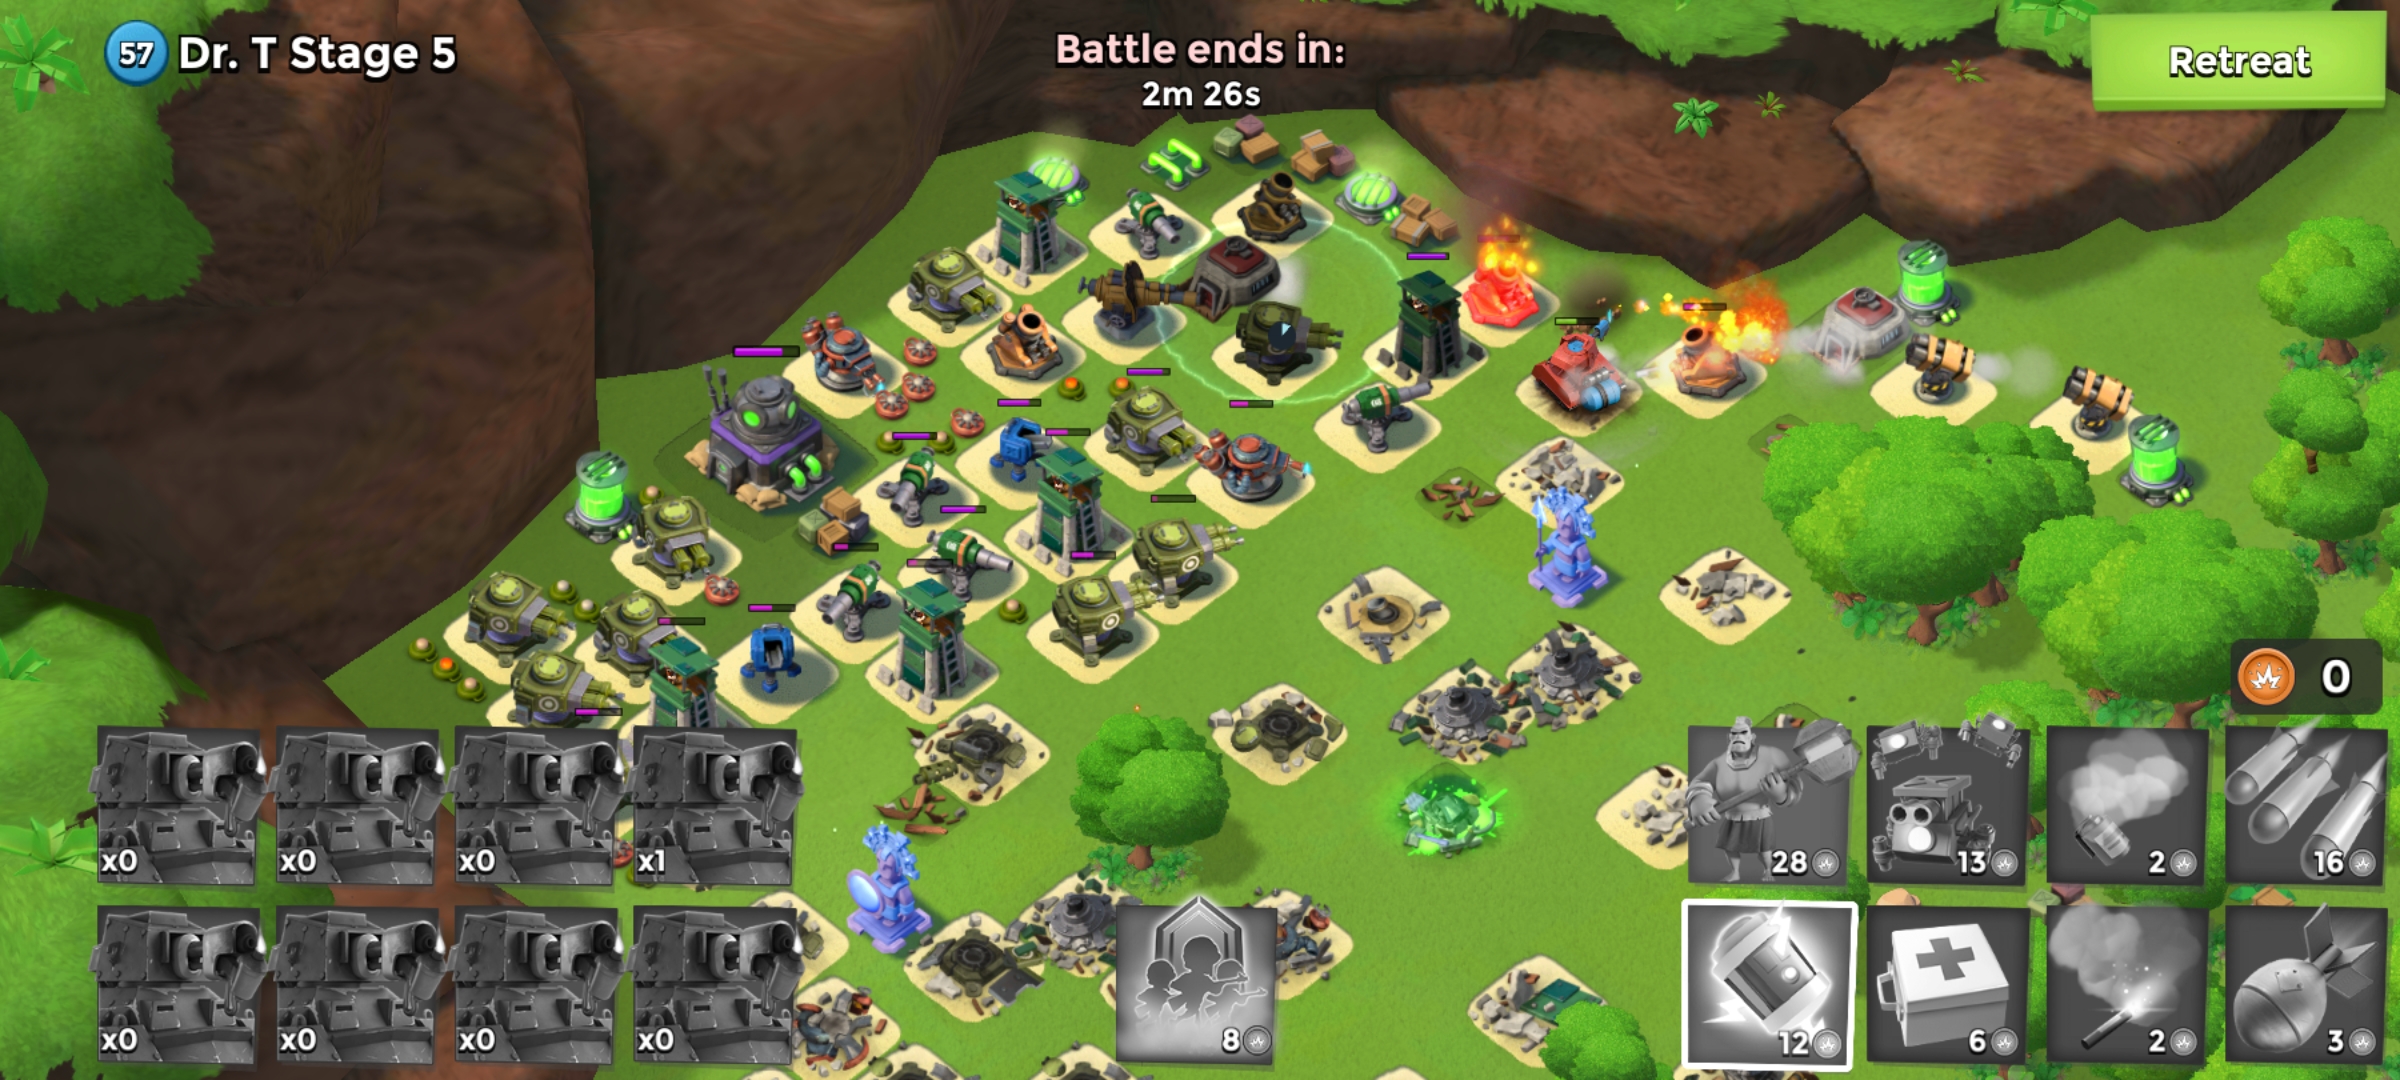 57 Dr. T Stage 5
Battle ends in:
2m 26s
Retreat
0
x0 x0 x0 x1
28 13 2 16
x0 x0 x0 x0
8
12 6 2 3